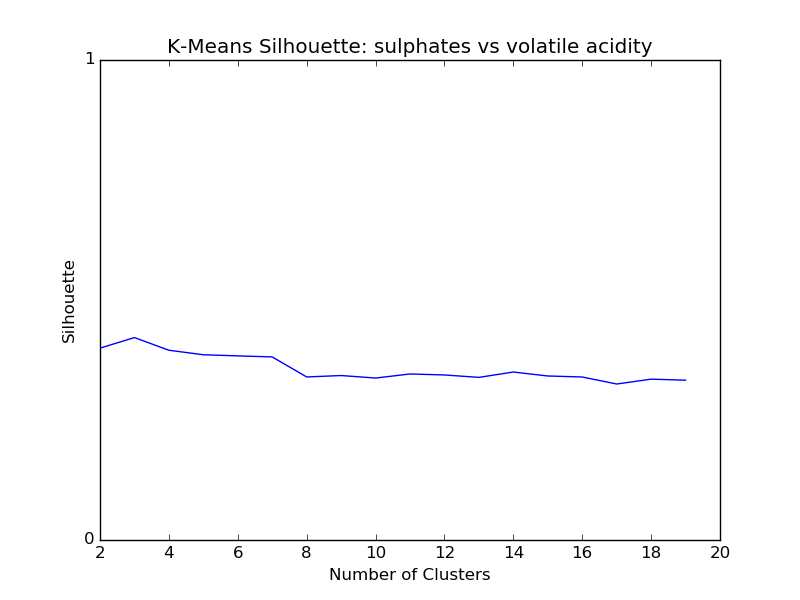 K-Means Silhouette: sulphates vs volatile acidity
1
Silhouette
0
2 4 6 8 10 12 14 16 18 20
Number of Clusters